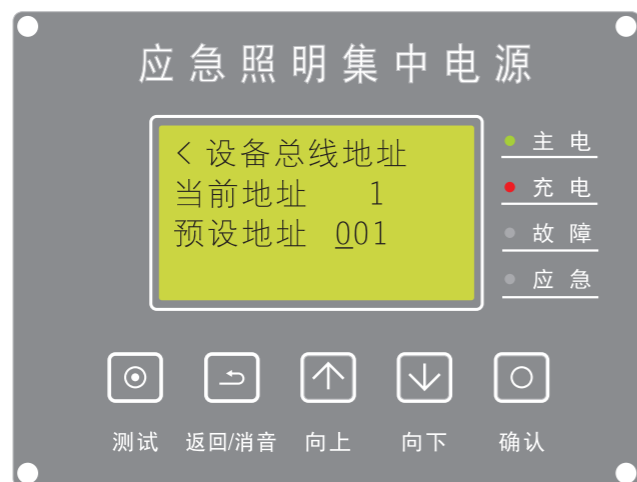 应急照明集中电源
< 设备总线地址
当前地址 1
预设地址 001
主电
充电
故障
应急
测试 返回/消音 向上 向下 确认